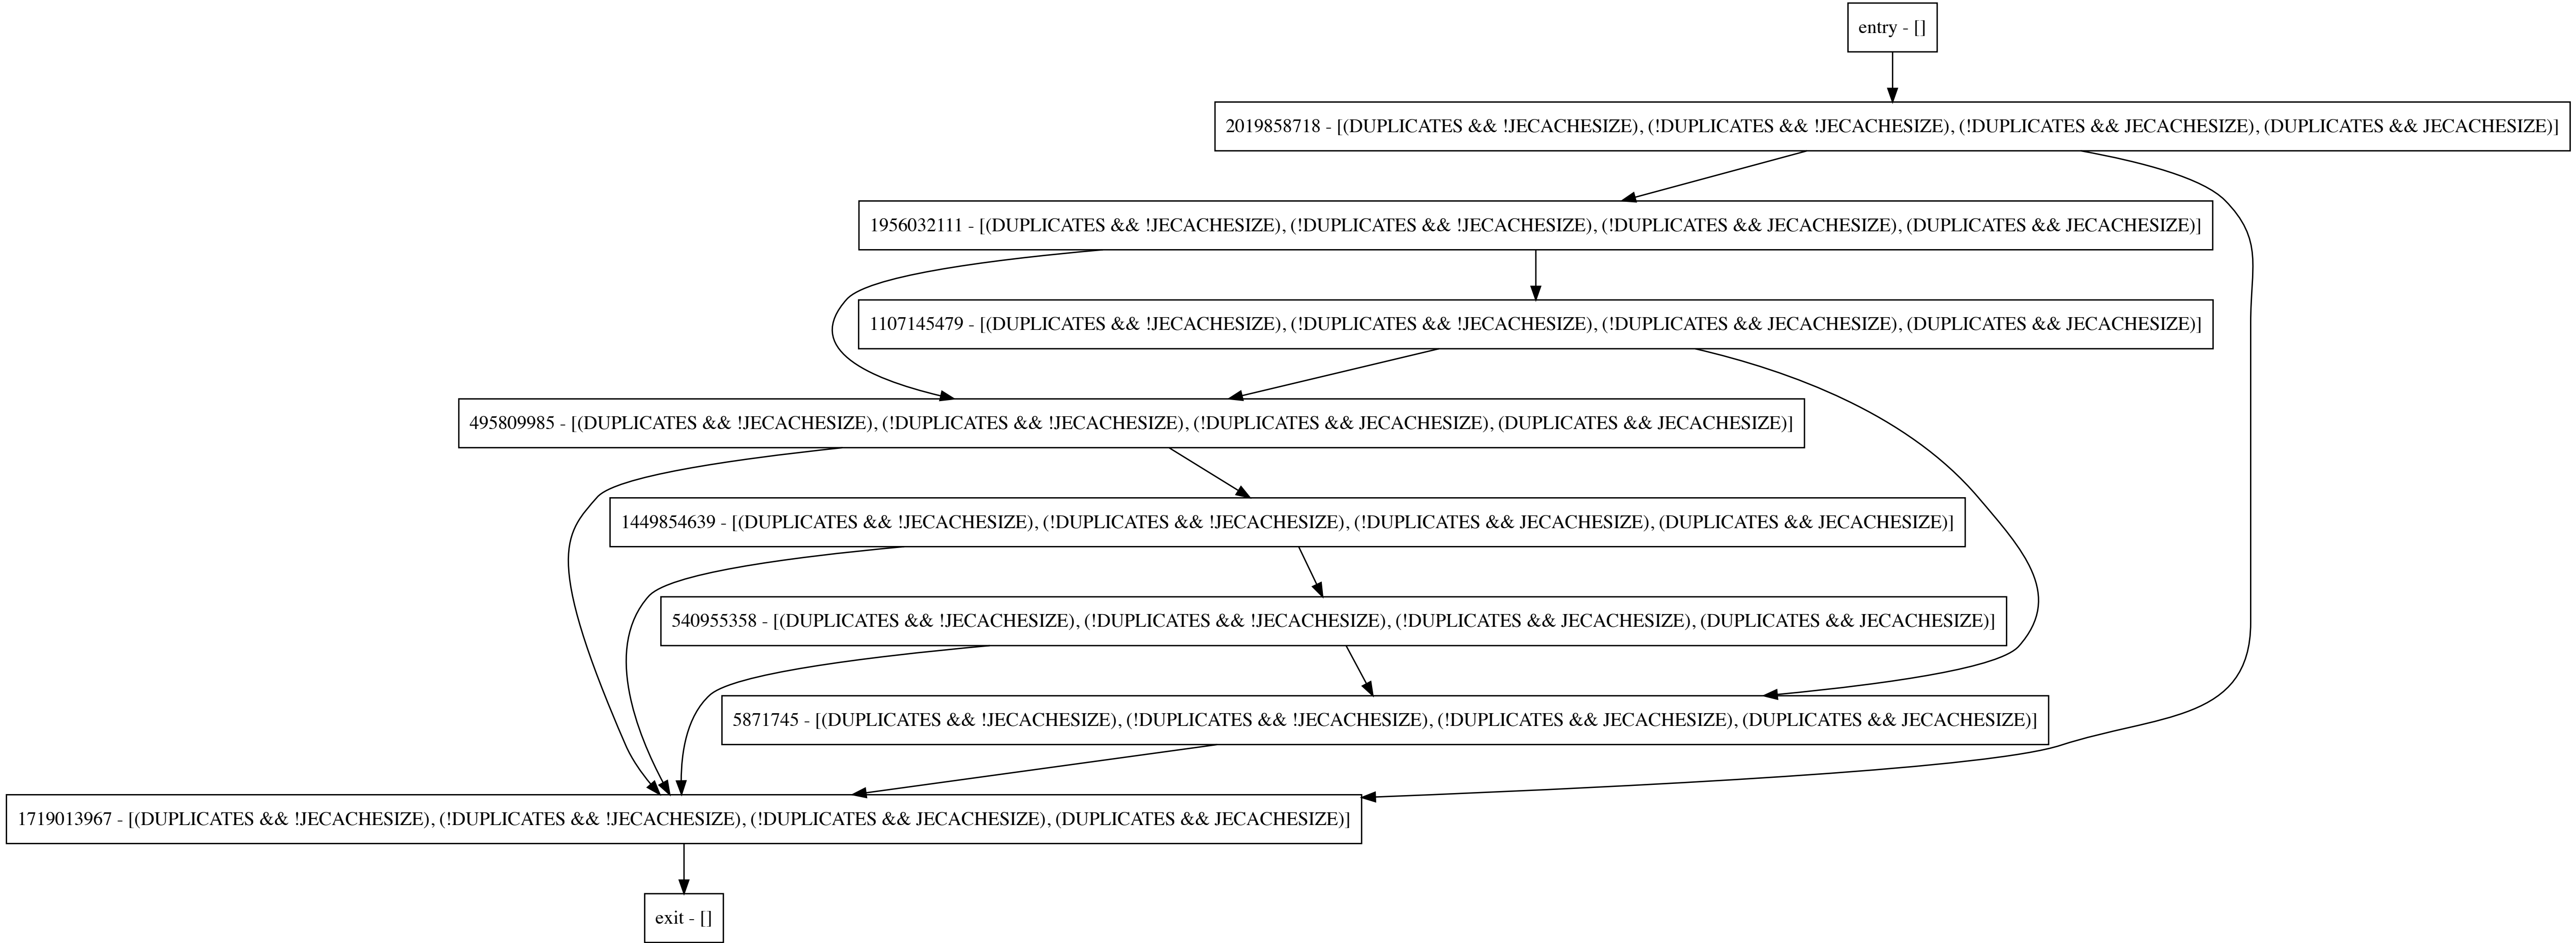 entry - []
2019858718 - [(DUPLICATES && !JECACHESIZE), (!DUPLICATES && !JECACHESIZE), (!DUPLICATES && JECACHESIZE), (DUPLICATES && JECACHESIZE)]
1956032111 - [(DUPLICATES && !JECACHESIZE), (!DUPLICATES && !JECACHESIZE), (!DUPLICATES && JECACHESIZE), (DUPLICATES && JECACHESIZE)]
1107145479 - [(DUPLICATES && !JECACHESIZE), (!DUPLICATES && !JECACHESIZE), (!DUPLICATES && JECACHESIZE), (DUPLICATES && JECACHESIZE)]
495809985 - [(DUPLICATES && !JECACHESIZE), (!DUPLICATES && !JECACHESIZE), (!DUPLICATES && JECACHESIZE), (DUPLICATES && JECACHESIZE)]
1449854639 - [(DUPLICATES && !JECACHESIZE), (!DUPLICATES && !JECACHESIZE), (!DUPLICATES && JECACHESIZE), (DUPLICATES && JECACHESIZE)]
540955358 - [(DUPLICATES && !JECACHESIZE), (!DUPLICATES && !JECACHESIZE), (!DUPLICATES && JECACHESIZE), (DUPLICATES && JECACHESIZE)]
5871745 - [(DUPLICATES && !JECACHESIZE), (!DUPLICATES && !JECACHESIZE), (!DUPLICATES && JECACHESIZE), (DUPLICATES && JECACHESIZE)]
1719013967 - [(DUPLICATES && !JECACHESIZE), (!DUPLICATES && !JECACHESIZE), (!DUPLICATES && JECACHESIZE), (DUPLICATES && JECACHESIZE)]
exit - []